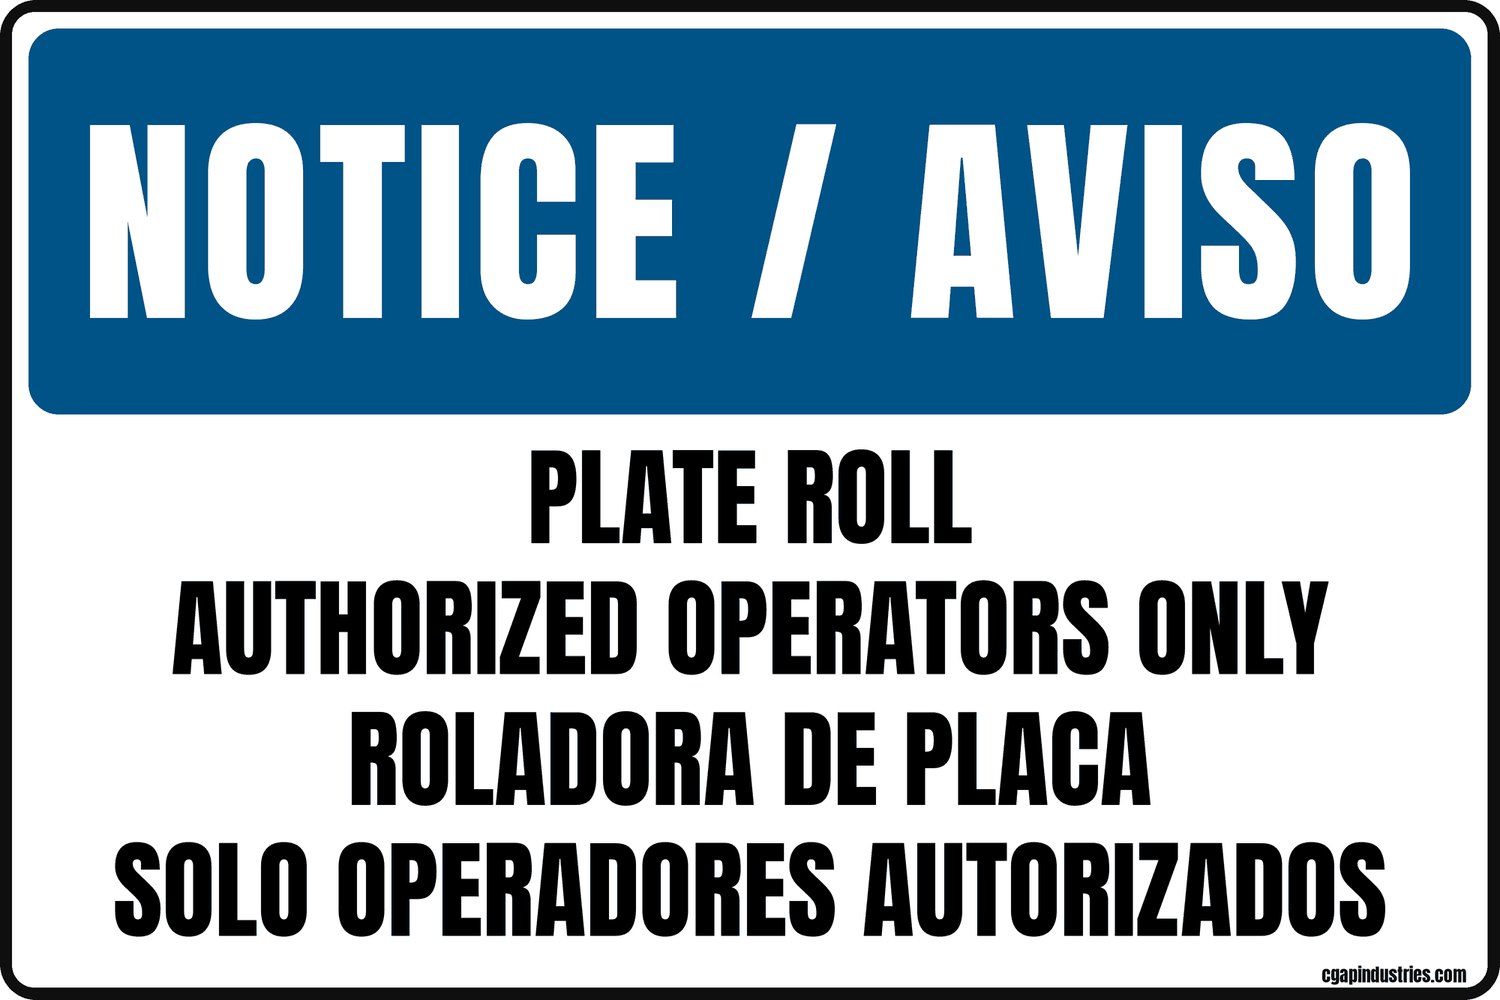 NOTICE / AVISO
PLATE ROLL
AUTHORIZED OPERATORS ONLY
ROLADORA DE PLACA
SOLO OPERADORES AUTORIZADOS
cgapindustries.com